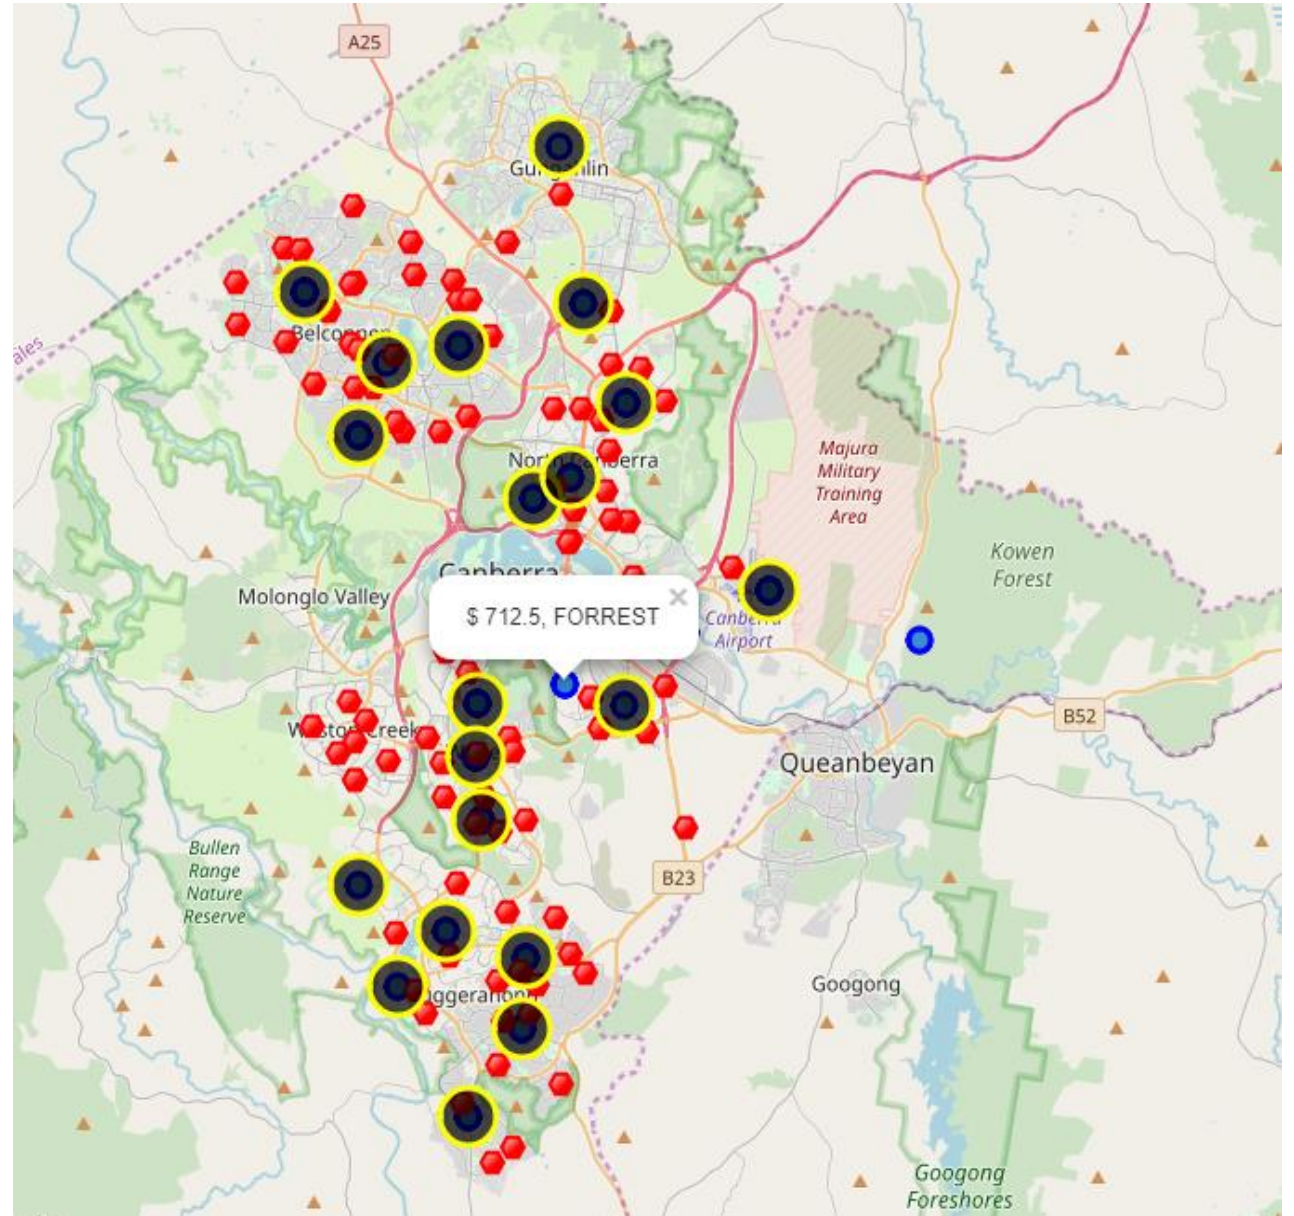 A25
Gungahlin
ales
Belconnen
North Canberra
Majura
Military
Training
Area
Kowen
Forest
Canberra
Molonglo Valley
$ 712.5, FORREST
×
Canberra
Airport
B52
Weston Creek
Queanbeyan
Bullen
Range
Nature
Reserve
B23
Googong
Tuggeranong
Googong
Foreshores